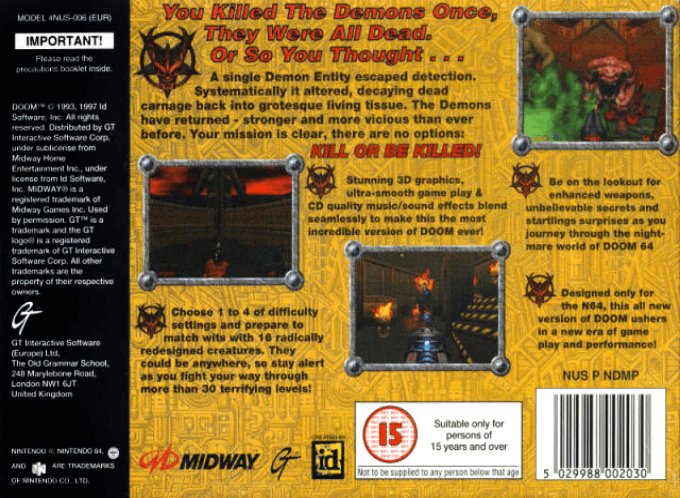 MODEL #NUS-006 (EUR)
IMPORTANT!
Please read the
precautions booklet inside.
DOOM™ © 1993, 1997 Id
Software, Inc. All rights
reserved. Distributed by GT
Interactive Software Corp.
under sublicense from
Midway Home
Entertainment Inc., under
license from Id Software,
Inc. MIDWAY® is a
registered trademark of
Midway Games Inc. Used
by permission. GT™ is a
trademark and the GT
logo® is a registered
trademark of GT Interactive
Software Corp. All other
trademarks are the
property of their respective
owners.
GT
GT Interactive Software
(Europe) Ltd,
The Old Grammar School,
248 Marylebone Road,
London NW1 6JT
United Kingdom
NINTENDO ®, NINTENDO 64,
AND ARE TRADEMARKS
OF NINTENDO CO., LTD.
You Killed The Demons Once,
They Were All Dead.
Or So You Thought . . .
A single Demon Entity escaped detection.
Systematically it altered, decaying dead
carnage back into grotesque living tissue. The Demons
have returned - stronger and more vicious than ever
before. Your mission is clear, there are no options:
KILL OR BE KILLED!
Stunning 3D graphics,
ultra-smooth game play &
CD quality music/sound effects blend
seamlessly to make this the most
incredible version of DOOM ever!
Choose 1 to 4 of difficulty
settings and prepare to
match wits with 16 radically
redesigned creatures. They
could be anywhere, so stay alert
as you fight your way through
more than 30 terrifying levels!
Be on the lookout for
enhanced weapons,
unbelievable secrets and
startlings surprises as you
journey through the night-
mare world of DOOM 64
Designed only for
the N64, this all new
version of DOOM ushers
in a new era of game
play and performance!
NUS P NDMP
MIDWAY
GT
CREATED BY
id
15
Suitable only for
persons of
15 years and over
Not to be supplied to any person below that age
5 029988 002030